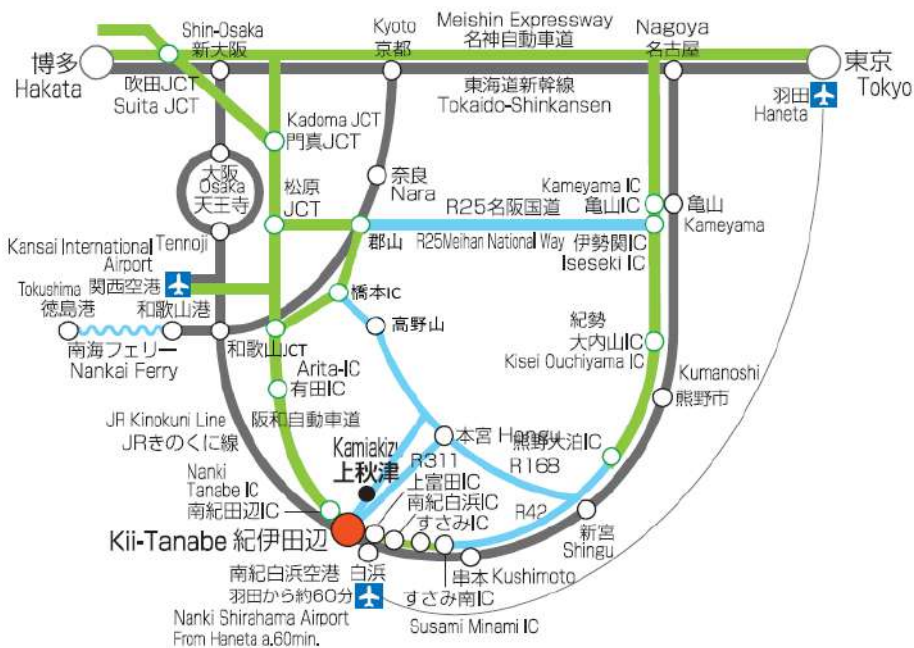 Shin-Osaka
新大阪
Kyoto
京都
Meishin Expressway
名神自動車道
Nagoya
名古屋
博多
Hakata
東京
Tokyo
吹田JCT
Suita JCT
東海道新幹線
Tokaido-Shinkansen
羽田
Haneta
Kadoma JCT
門真JCT
大阪
Osaka
天王寺
Tennoji
松原
JCT
奈良
Nara
Kameyama IC
亀山IC
亀山
Kameyama
R25名阪国道
R25Meihan National Way
郡山
伊勢関IC
Iseseki IC
Kansai International
Airport
関西空港
Tokushima
徳島港
和歌山港
南海フェリー
Nankai Ferry
和歌山JCT
橋本IC
高野山
紀勢
大内山IC
Kisei Ouchiyama IC
Arita-IC
有田IC
Kumanoshi
熊野市
JR Kinokuni Line
JRきのくに線
阪和自動車道
Kamiakizu
上秋津
本宮 Hongu
熊野大泊IC
R311
R168
Nanki
Tanabe IC
南紀田辺IC
上富田IC
南紀白浜IC
すさみIC
R42
新宮
Shingu
Kii-Tanabe 紀伊田辺
南紀白浜空港
白浜
羽田から約60分
串本 Kushimoto
すさみ南IC
Nanki Shirahama Airport
From Haneta a.60min.
Susami Minami IC